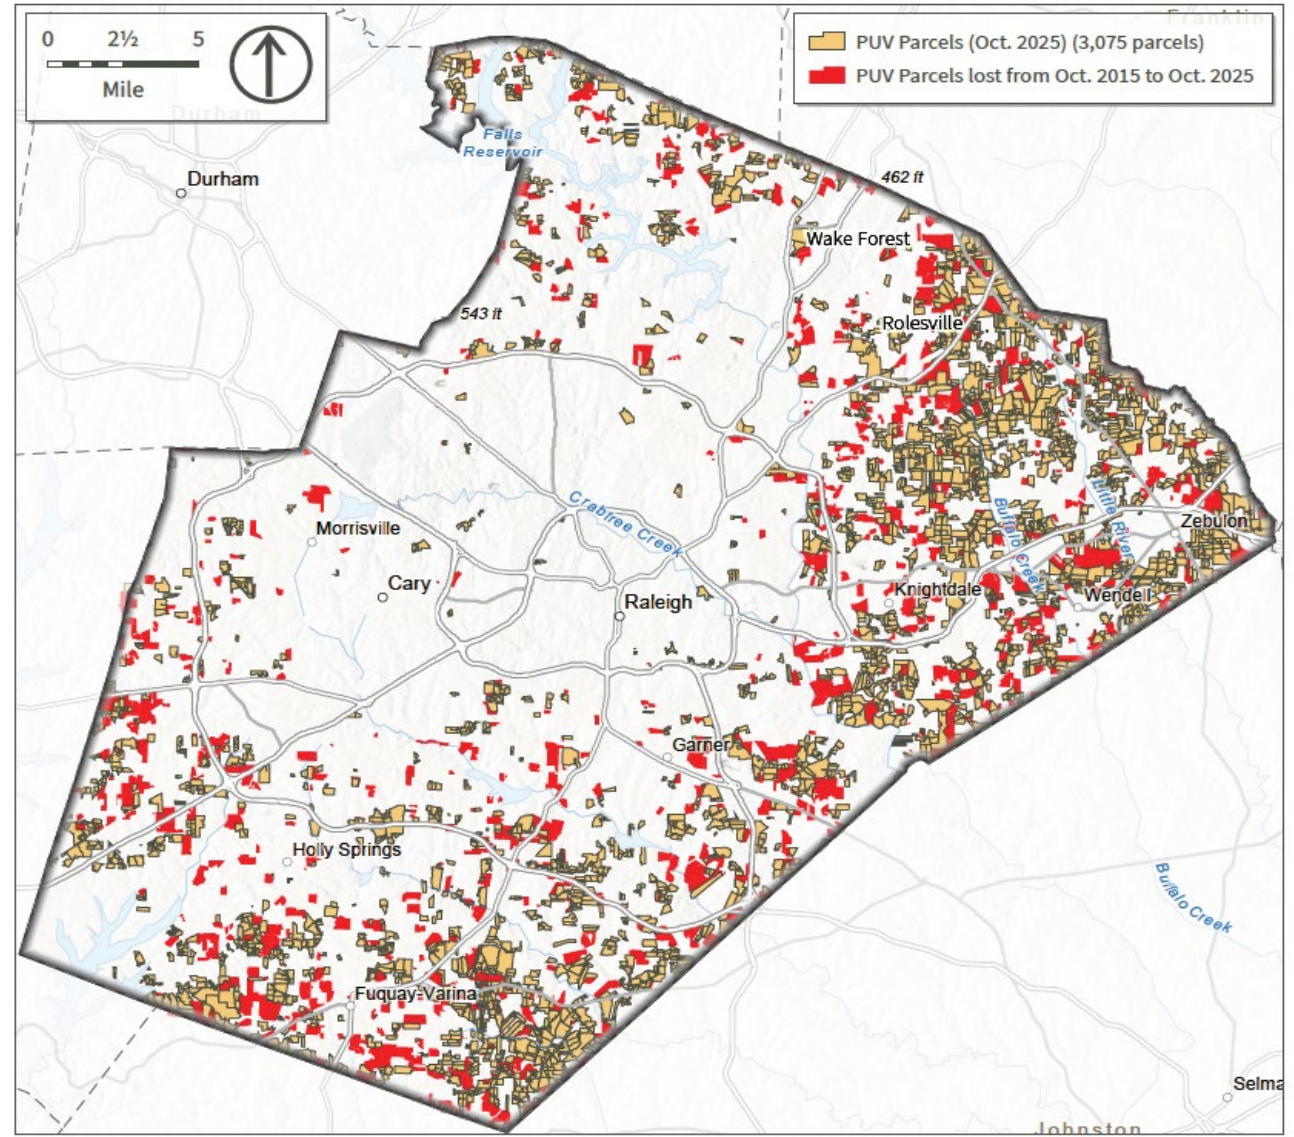 Franklin
0 2½ 5
Mile
PUV Parcels (Oct. 2025) (3,075 parcels)
PUV Parcels lost from Oct. 2015 to Oct. 2025
Durham
Falls
Reservoir
Durham
462 ft
Wake Forest
543 ft
Rolesville
Crabtree Creek
Morrisville
Buffalo Creek
Little River
Zebulon
Cary
Raleigh
Knightdale
Wendell
Garner
Holly Springs
Buffalo Creek
Fuquay-Varina
Selma
Johnston